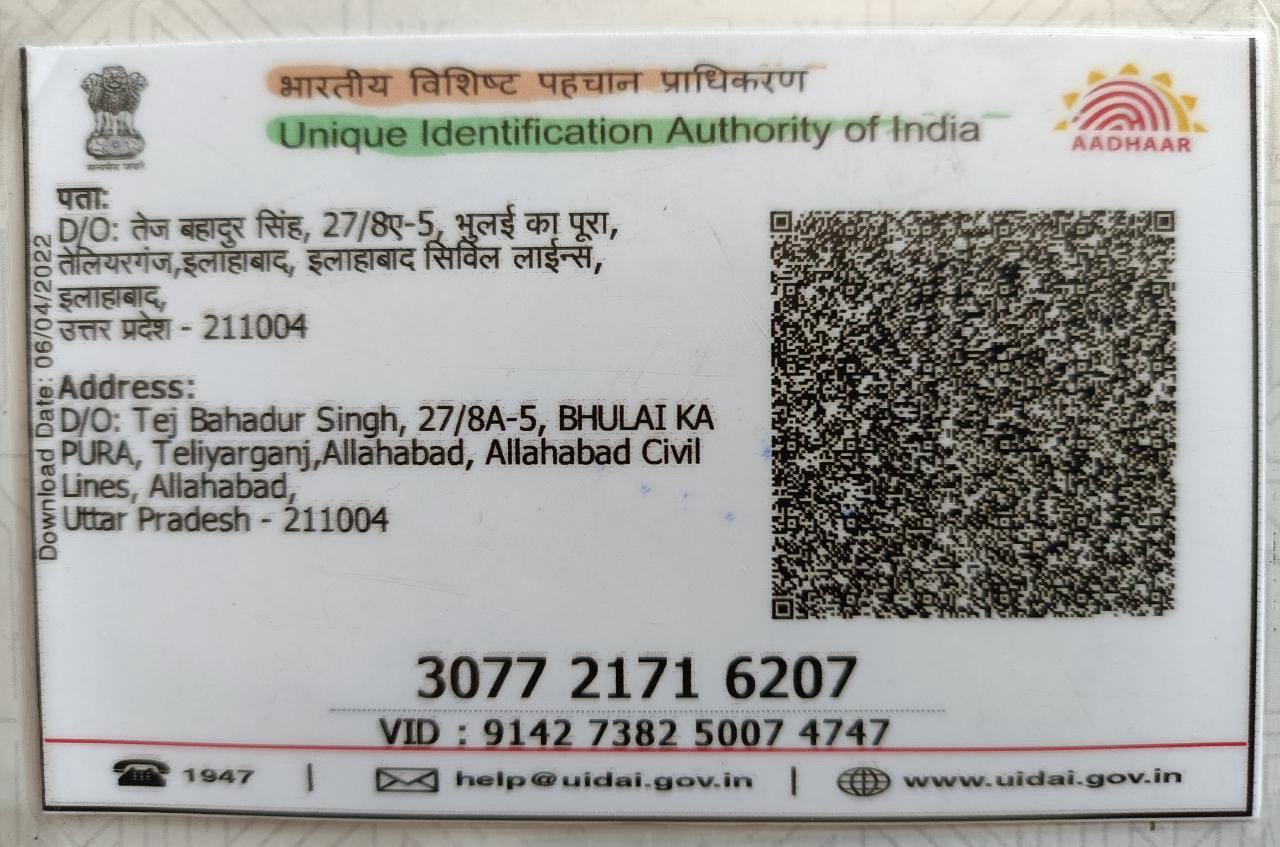 सत्यमेव जयते
भारतीय विशिष्ट पहचान प्राधिकरण
Unique Identification Authority of India
AADHAAR
पता:
D/O: तेज बहादुर सिंह, 27/8ए-5, भुलई का पूरा,
तेलियरगंज,इलाहाबाद, इलाहाबाद सिविल लाईन्स,
इलाहाबाद,
उत्तर प्रदेश - 211004
Address:
D/O: Tej Bahadur Singh, 27/8A-5, BHULAI KA
PURA, Teliyarganj,Allahabad, Allahabad Civil
Lines, Allahabad,
Uttar Pradesh - 211004
Download Date: 06/04/2022
3077 2171 6207
VID : 9142 7382 5007 4747
1947 | help@uidai.gov.in | www.uidai.gov.in